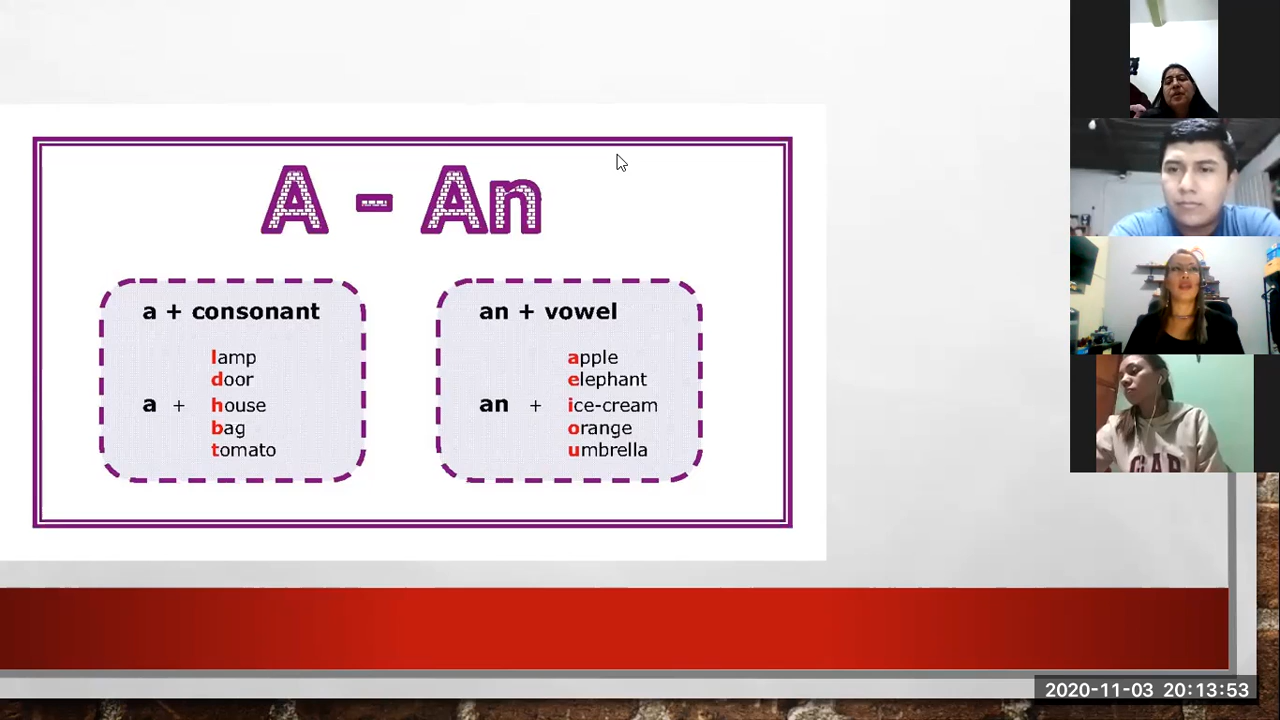 A - An
a + consonant
lamp
door
a + house
bag
tomato
an + vowel
apple
elephant
an + ice-cream
orange
umbrella
GAP
2020-11-03 20:13:53